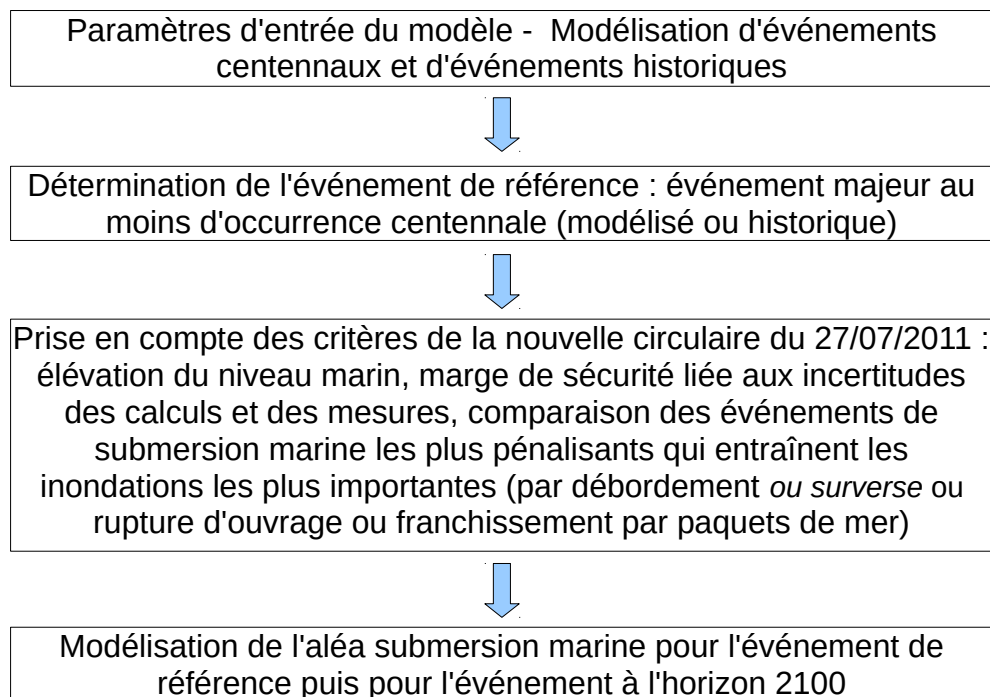 Paramètres d'entrée du modèle - Modélisation d'événements
centennaux et d'événements historiques
Détermination de l'événement de référence : événement majeur au
moins d'occurrence centennale (modélisé ou historique)
Prise en compte des critères de la nouvelle circulaire du 27/07/2011 :
élévation du niveau marin, marge de sécurité liée aux incertitudes
des calculs et des mesures, comparaison des événements de
submersion marine les plus pénalisants qui entraînent les
inondations les plus importantes (par débordement ou surverse ou
rupture d'ouvrage ou franchissement par paquets de mer)
Modélisation de l'aléa submersion marine pour l'événement de
référence puis pour l'événement à l'horizon 2100